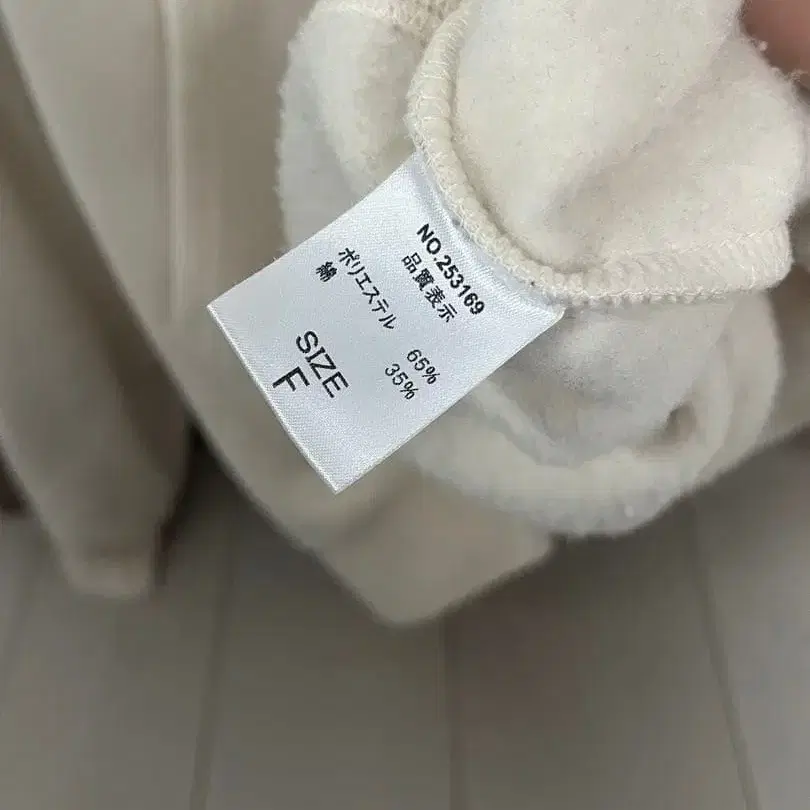 NO.253169
品質表示
ポリエステル 65%
綿 35%
SIZE
F